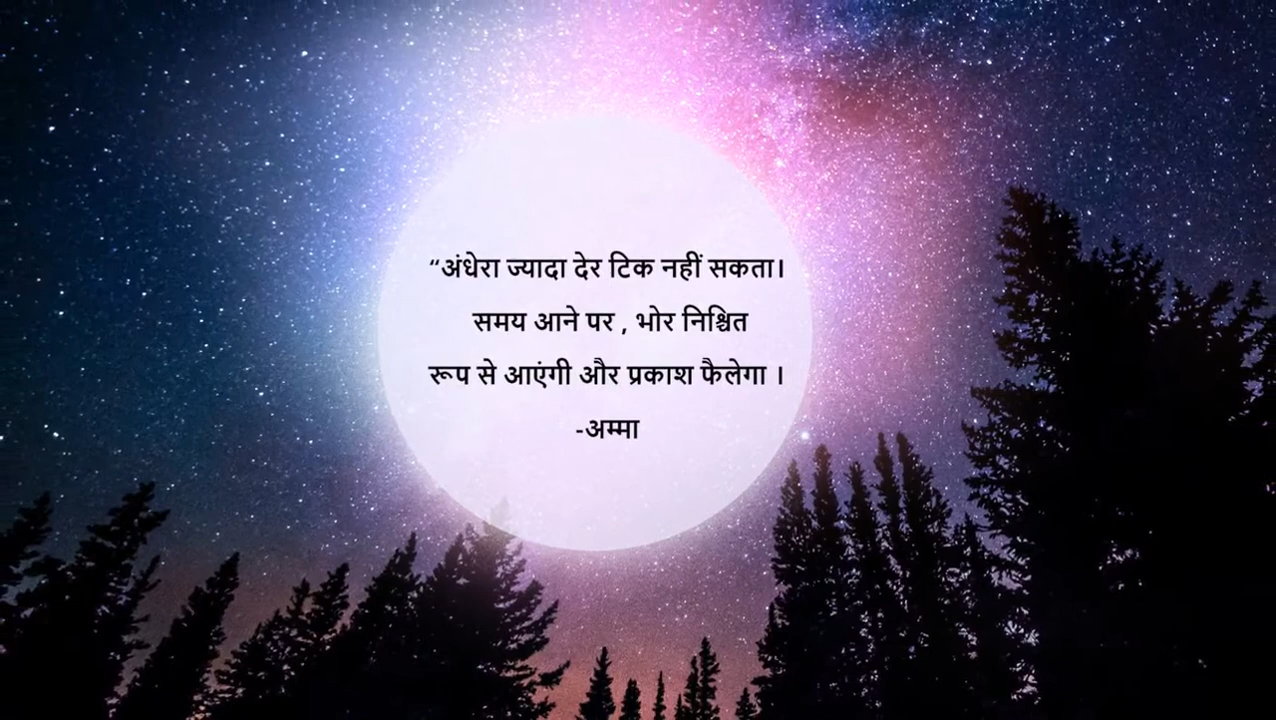 “अंधेरा ज्यादा देर टिक नहीं सकता।
समय आने पर , भोर निश्चित
रूप से आएंगी और प्रकाश फैलेगा ।
-अम्मा